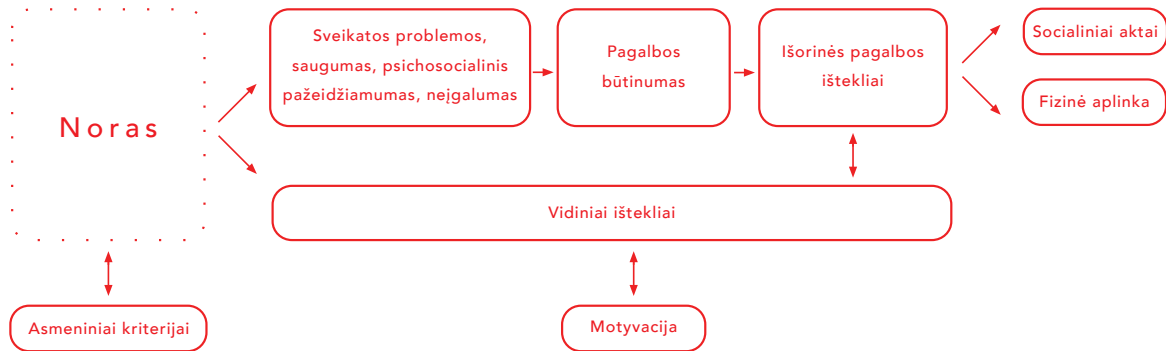 Noras
Sveikatos problemos,
saugumas, psichosocialinis
pažeidžiamumas, neįgalumas
Pagalbos
būtinumas
Išorinės pagalbos
ištekliai
Socialiniai aktai
Fizinė aplinka
Vidiniai ištekliai
Asmeniniai kriterijai
Motyvacija